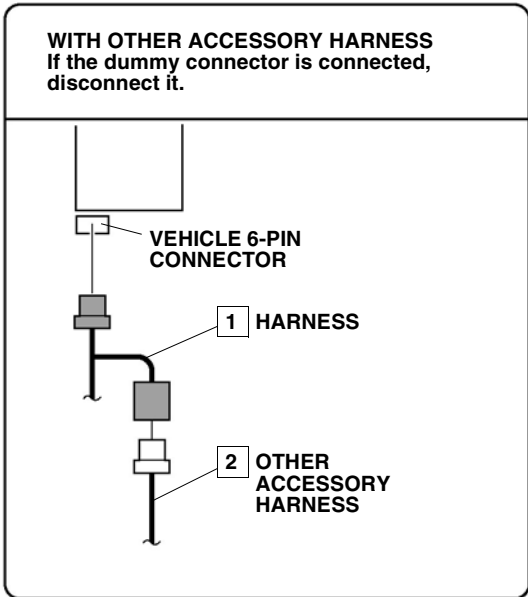 WITH OTHER ACCESSORY HARNESS
If the dummy connector is connected,
disconnect it.
VEHICLE 6-PIN
CONNECTOR
1 HARNESS
2 OTHER
ACCESSORY
HARNESS